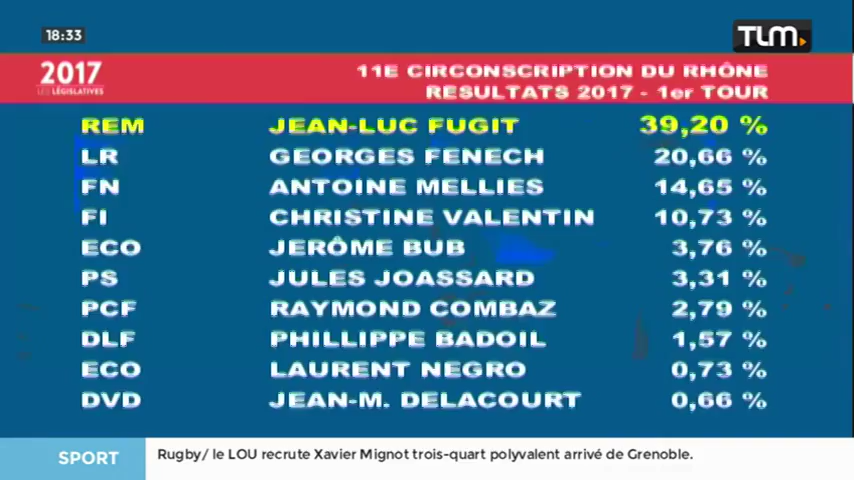 18:33
TLM
2017
LES LÉGISLATIVES
11E CIRCONSCRIPTION DU RHÔNE
RESULTATS 2017 - 1er TOUR
REM JEAN-LUC FUGIT 39,20 %
LR GEORGES FENECH 20,66 %
FN ANTOINE MELLIES 14,65 %
FI CHRISTINE VALENTIN 10,73 %
ECO JERÔME BUB 3,76 %
PS JULES JOASSARD 3,31 %
PCF RAYMOND COMBAZ 2,79 %
DLF PHILLIPPE BADOIL 1,57 %
ECO LAURENT NEGRO 0,73 %
DVD JEAN-M. DELACOURT 0,66 %
SPORT Rugby/ le LOU recrute Xavier Mignot trois-quart polyvalent arrivé de Grenoble.